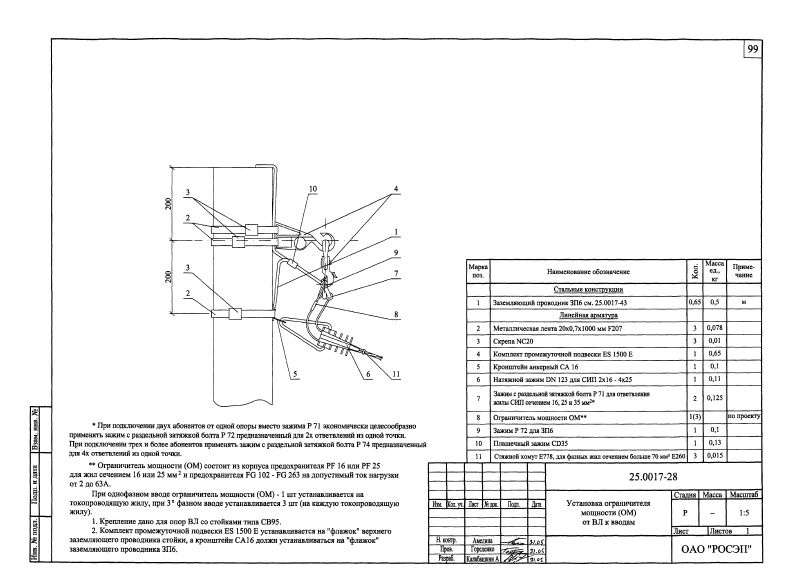 99
200
200
3
2
3
2
10
4
1
9
7
8
5
6
11
Марка поз. Наименование обозначение Кол. Масса ед., кг Приме- чание
Стальные конструкции
1 Заземляющий проводник ЗП6 см. 25.0017-43 0,65 0,5 м
Линейная арматура
2 Металлическая лента 20х0,7х1000 мм F207 3 0,078
3 Скрепа NC20 3 0,01
4 Комплект промежуточной подвески ES 1500 E 1 0,65
5 Кронштейн анкерный CA 16 1 0,1
6 Натяжной зажим DN 123 для СИП 2х16 - 4х25 1 0,11
7 Зажим с раздельной затяжкой болта Р 71 для ответвления
жилы СИП сечением 16, 25 и 35 мм²* 2 0,125
8 Ограничитель мощности (ОМ** 1(3) по проекту
9 Зажим Р 72 для ЗП6 1 0,1
10 Плашечный зажим CD35 1 0,13
11 Стяжной хомут E778, для фазных жил сечением больше 70 мм² E260 3 0,015
* При подключении двух абонентов от одной опоры вместо зажима Р 71 экономически целесообразно
применять зажим с раздельной затяжкой болта Р 72 предназначенный для 2х ответвлений из одной точки.
При подключении трех и более абонентов применять зажим с раздельной затяжкой болта Р 74 предназначенный
для 4х ответвлений из одной точки.
** Ограничитель мощности (ОМ) состоит из корпуса предохранителя PF 16 или PF 25
для жил сечением 16 или 25 мм² и предохранителя FG 102 - FG 263 на допустимый ток нагрузки
от 2 до 63А.
При однофазном вводе ограничитель мощности (ОМ) - 1 шт устанавливается на
токопроводящую жилу, при 3х фазном вводе устанавливается 3 шт (на каждую токопроводящую
жилу).
1. Крепление дано для опор ВЛ со стойками типа СВ95.
2. Комплект промежуточной подвески ES 1500 E устанавливается на "флажок" верхнего
заземляющего проводника стойки, а кронштейн СА16 должн устанавливаться на "флажок"
заземляющего проводника ЗП6.
Взам. инв. №
Подп. и дата
Инв. № подл.
25.0017-28
Изм. Кол. уч. Лист № док. Подп. Дата
Установка ограничителя
мощности (ОМ)
от ВЛ к вводам
Стадия Масса Масштаб
Р – 1:5
Лист Листов 1
Н. контр. Амелина 21.05
Пров. Гореленко 21.05
Разраб. Калабашкин А 21.05
ОАО "РОСЭП"